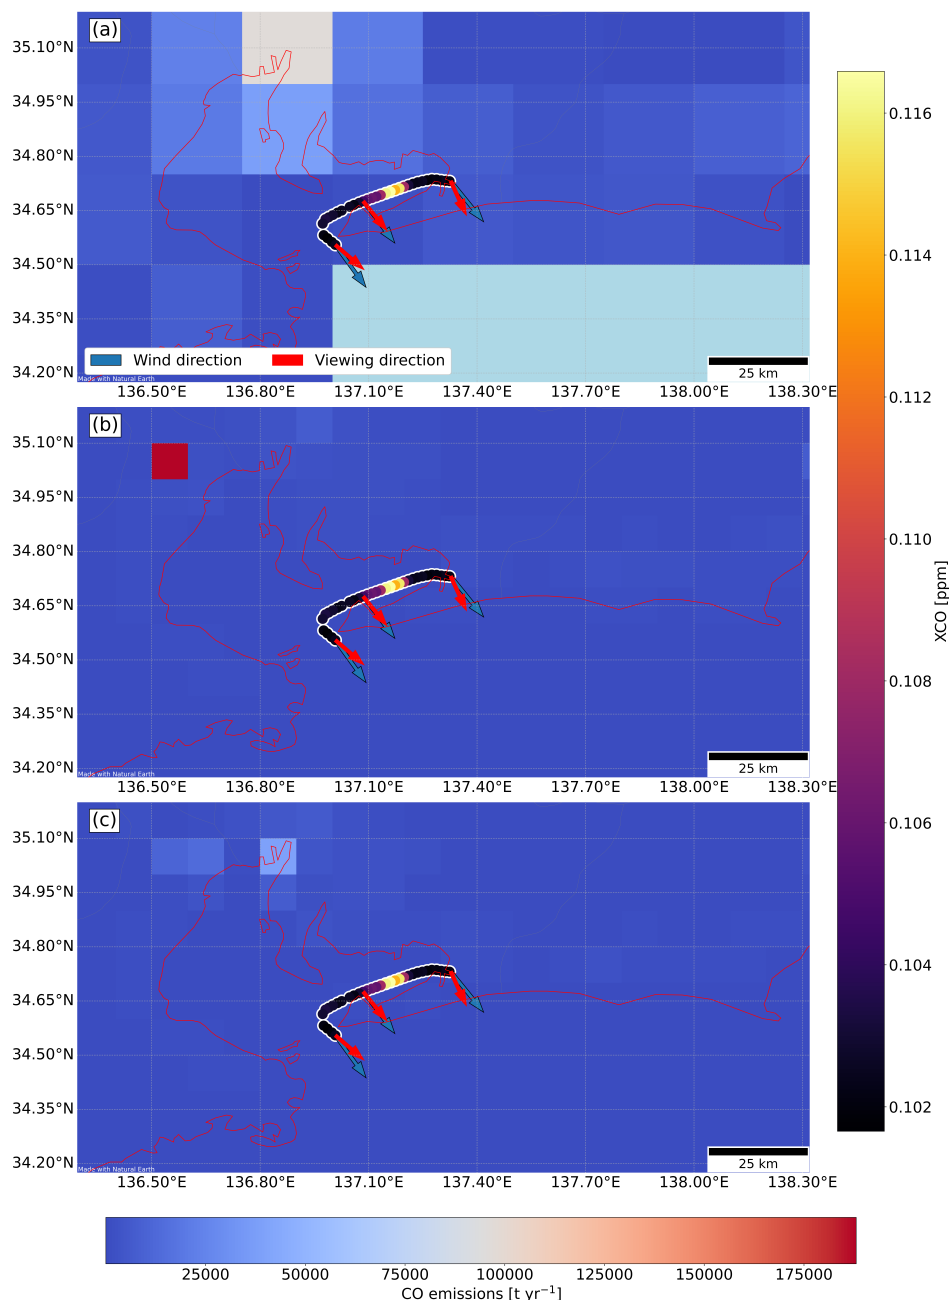 (a)
35.10°N
34.95°N
34.80°N
34.65°N
34.50°N
34.35°N
34.20°N
Wind direction Viewing direction
Made with Natural Earth
25 km
136.50°E 136.80°E 137.10°E 137.40°E 137.70°E 138.00°E 138.30°E
(b)
35.10°N
34.95°N
34.80°N
34.65°N
34.50°N
34.35°N
34.20°N
Made with Natural Earth
25 km
136.50°E 136.80°E 137.10°E 137.40°E 137.70°E 138.00°E 138.30°E
(c)
35.10°N
34.95°N
34.80°N
34.65°N
34.50°N
34.35°N
34.20°N
Made with Natural Earth
25 km
136.50°E 136.80°E 137.10°E 137.40°E 137.70°E 138.00°E 138.30°E
0.116
0.114
0.112
0.110
0.108
0.106
0.104
0.102
XCO [ppm]
25000 50000 75000 100000 125000 150000 175000
CO emissions [t yr⁻¹]